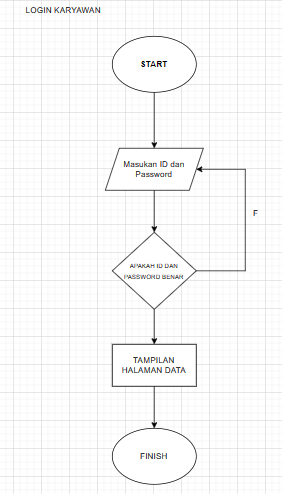 LOGIN KARYAWAN
START
Masukan ID dan
Password
F
APAKAH ID DAN
PASSWORD BENAR
TAMPILAN
HALAMAN DATA
FINISH